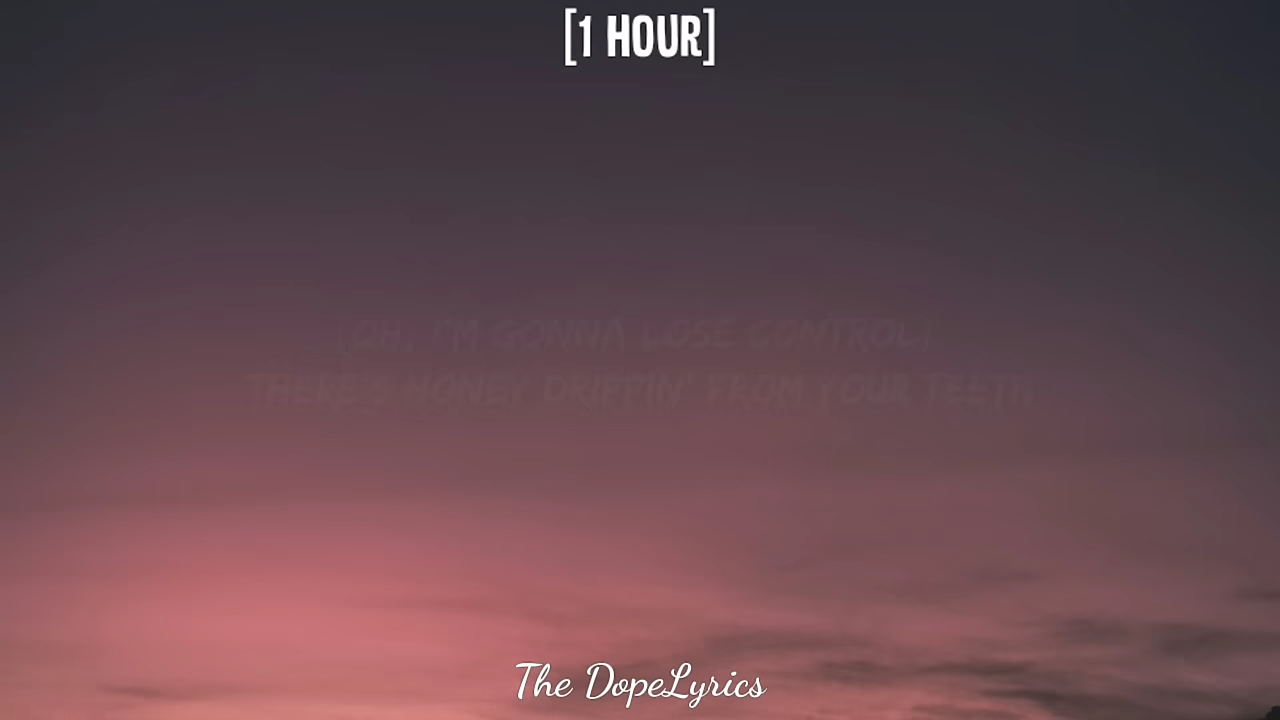 [1 HOUR]
(OH, I'M GONNA LOSE CONTROL)
THERE'S HONEY DRIPPIN' FROM YOUR TEETH
The DopeLyrics